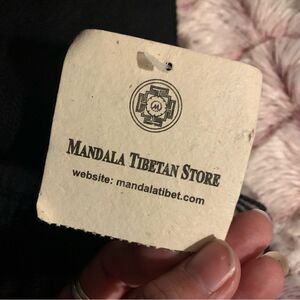 MANDALA TIBETAN STORE
website: mandalatibet.com